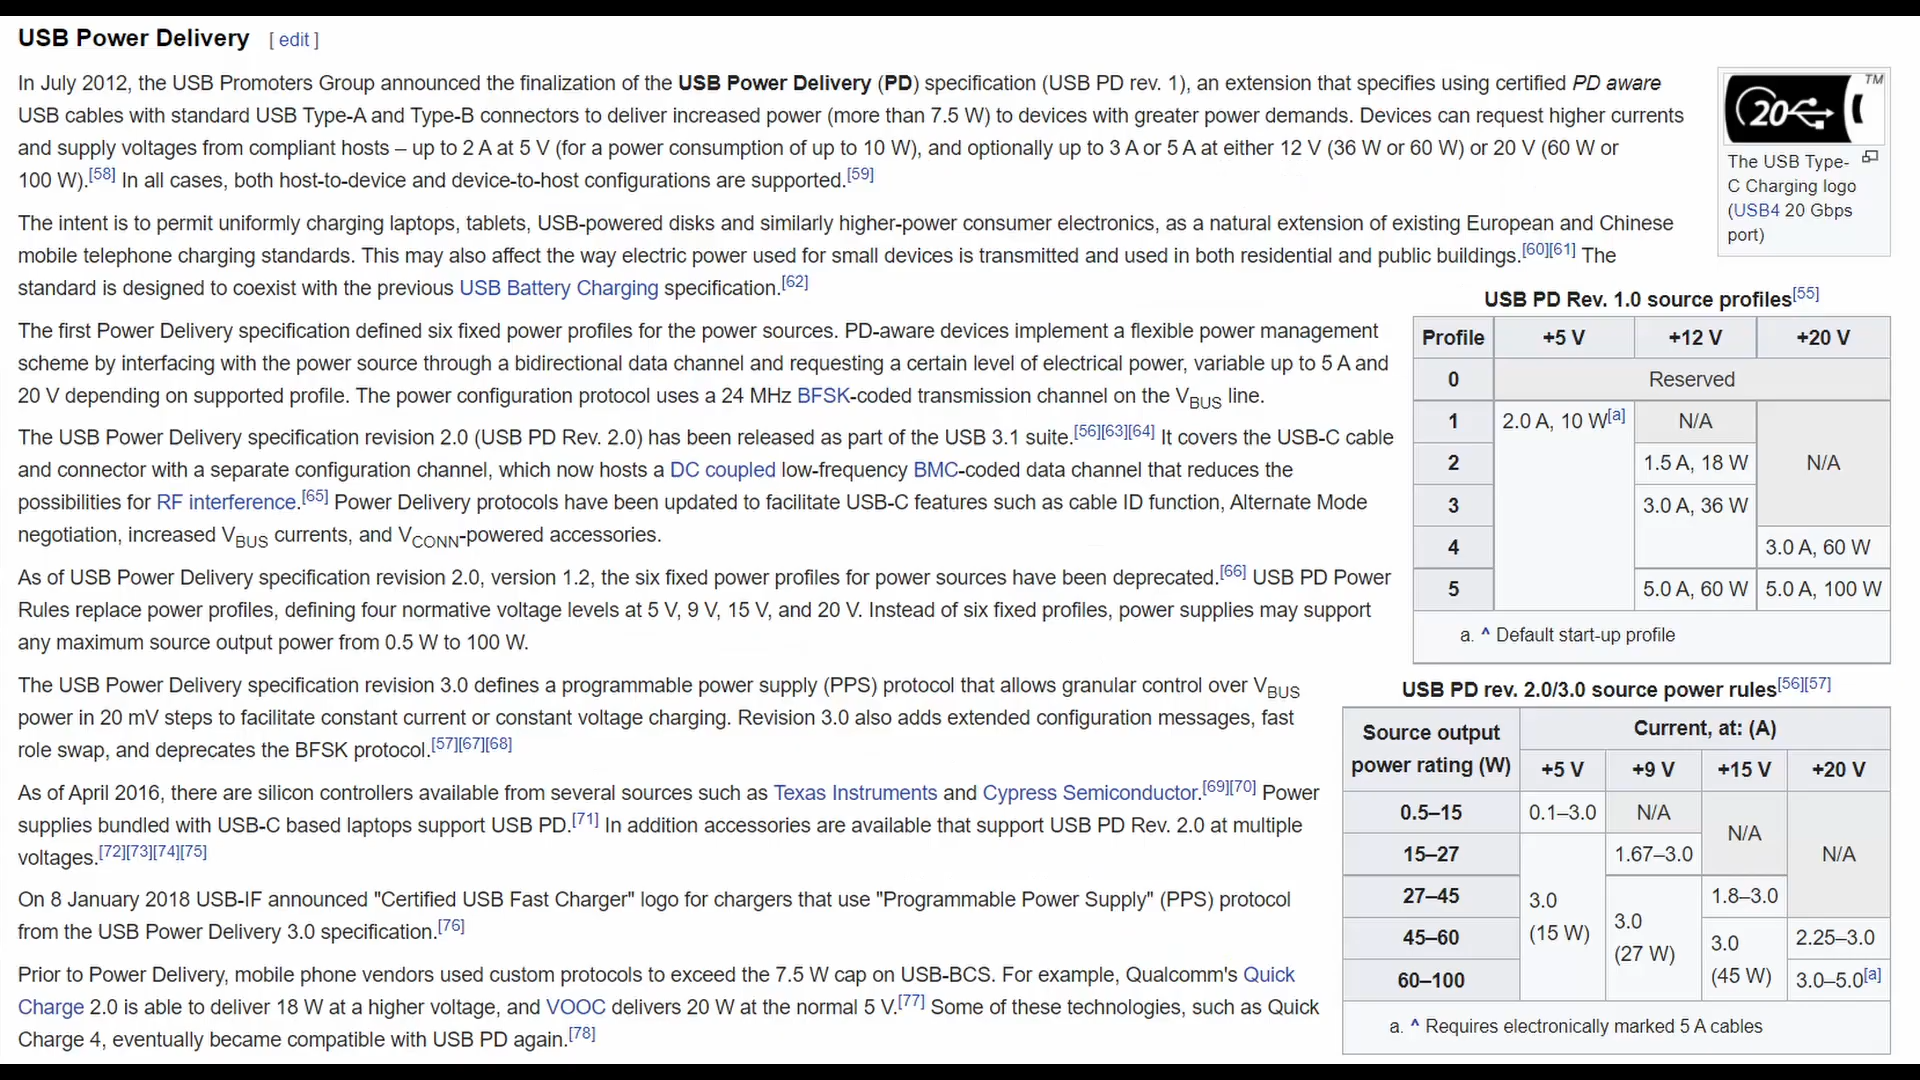 USB Power Delivery [ edit ]
In July 2012, the USB Promoters Group announced the finalization of the USB Power Delivery (PD) specification (USB PD rev. 1), an extension that specifies using certified PD aware
USB cables with standard USB Type-A and Type-B connectors to deliver increased power (more than 7.5 W) to devices with greater power demands. Devices can request higher currents
and supply voltages from compliant hosts – up to 2 A at 5 V (for a power consumption of up to 10 W), and optionally up to 3 A or 5 A at either 12 V (36 W or 60 W) or 20 V (60 W or
100 W).[58] In all cases, both host-to-device and device-to-host configurations are supported.[59]
The intent is to permit uniformly charging laptops, tablets, USB-powered disks and similarly higher-power consumer electronics, as a natural extension of existing European and Chinese
mobile telephone charging standards. This may also affect the way electric power used for small devices is transmitted and used in both residential and public buildings.[60][61] The
standard is designed to coexist with the previous USB Battery Charging specification.[62]
The first Power Delivery specification defined six fixed power profiles for the power sources. PD-aware devices implement a flexible power management
scheme by interfacing with the power source through a bidirectional data channel and requesting a certain level of electrical power, variable up to 5 A and
20 V depending on supported profile. The power configuration protocol uses a 24 MHz BFSK-coded transmission channel on the VBUS line.
The USB Power Delivery specification revision 2.0 (USB PD Rev. 2.0) has been released as part of the USB 3.1 suite.[56][63][64] It covers the USB-C cable
and connector with a separate configuration channel, which now hosts a DC coupled low-frequency BMC-coded data channel that reduces the
possibilities for RF interference.[65] Power Delivery protocols have been updated to facilitate USB-C features such as cable ID function, Alternate Mode
negotiation, increased VBUS currents, and VCONN-powered accessories.
As of USB Power Delivery specification revision 2.0, version 1.2, the six fixed power profiles for power sources have been deprecated.[66] USB PD Power
Rules replace power profiles, defining four normative voltage levels at 5 V, 9 V, 15 V, and 20 V. Instead of six fixed profiles, power supplies may support
any maximum source output power from 0.5 W to 100 W.
The USB Power Delivery specification revision 3.0 defines a programmable power supply (PPS) protocol that allows granular control over VBUS
power in 20 mV steps to facilitate constant current or constant voltage charging. Revision 3.0 also adds extended configuration messages, fast
role swap, and deprecates the BFSK protocol.[57][67][68]
As of April 2016, there are silicon controllers available from several sources such as Texas Instruments and Cypress Semiconductor.[69][70] Power
supplies bundled with USB-C based laptops support USB PD.[71] In addition accessories are available that support USB PD Rev. 2.0 at multiple
voltages.[72][73][74][75]
On 8 January 2018 USB-IF announced "Certified USB Fast Charger" logo for chargers that use "Programmable Power Supply" (PPS) protocol
from the USB Power Delivery 3.0 specification.[76]
Prior to Power Delivery, mobile phone vendors used custom protocols to exceed the 7.5 W cap on USB-BCS. For example, Qualcomm's Quick
Charge 2.0 is able to deliver 18 W at a higher voltage, and VOOC delivers 20 W at the normal 5 V.[77] Some of these technologies, such as Quick
Charge 4, eventually became compatible with USB PD again.[78]
20 TM
The USB Type-
C Charging logo
(USB4 20 Gbps
port)
USB PD Rev. 1.0 source profiles[55]
Profile +5 V +12 V +20 V
0 Reserved
1 2.0 A, 10 W[a] N/A
2 1.5 A, 18 W N/A
3 3.0 A, 36 W
4 3.0 A, 60 W
5 5.0 A, 60 W 5.0 A, 100 W
a. ^ Default start-up profile
USB PD rev. 2.0/3.0 source power rules[56][57]
Source output
power rating (W)
Current, at: (A)
+5 V +9 V +15 V +20 V
0.5–15 0.1–3.0 N/A N/A N/A
15–27 1.67–3.0
27–45 3.0 1.8–3.0
(15 W)
45–60 3.0 3.0 2.25–3.0
(27 W) (45 W)
60–100 3.0–5.0[a]
a. ^ Requires electronically marked 5 A cables